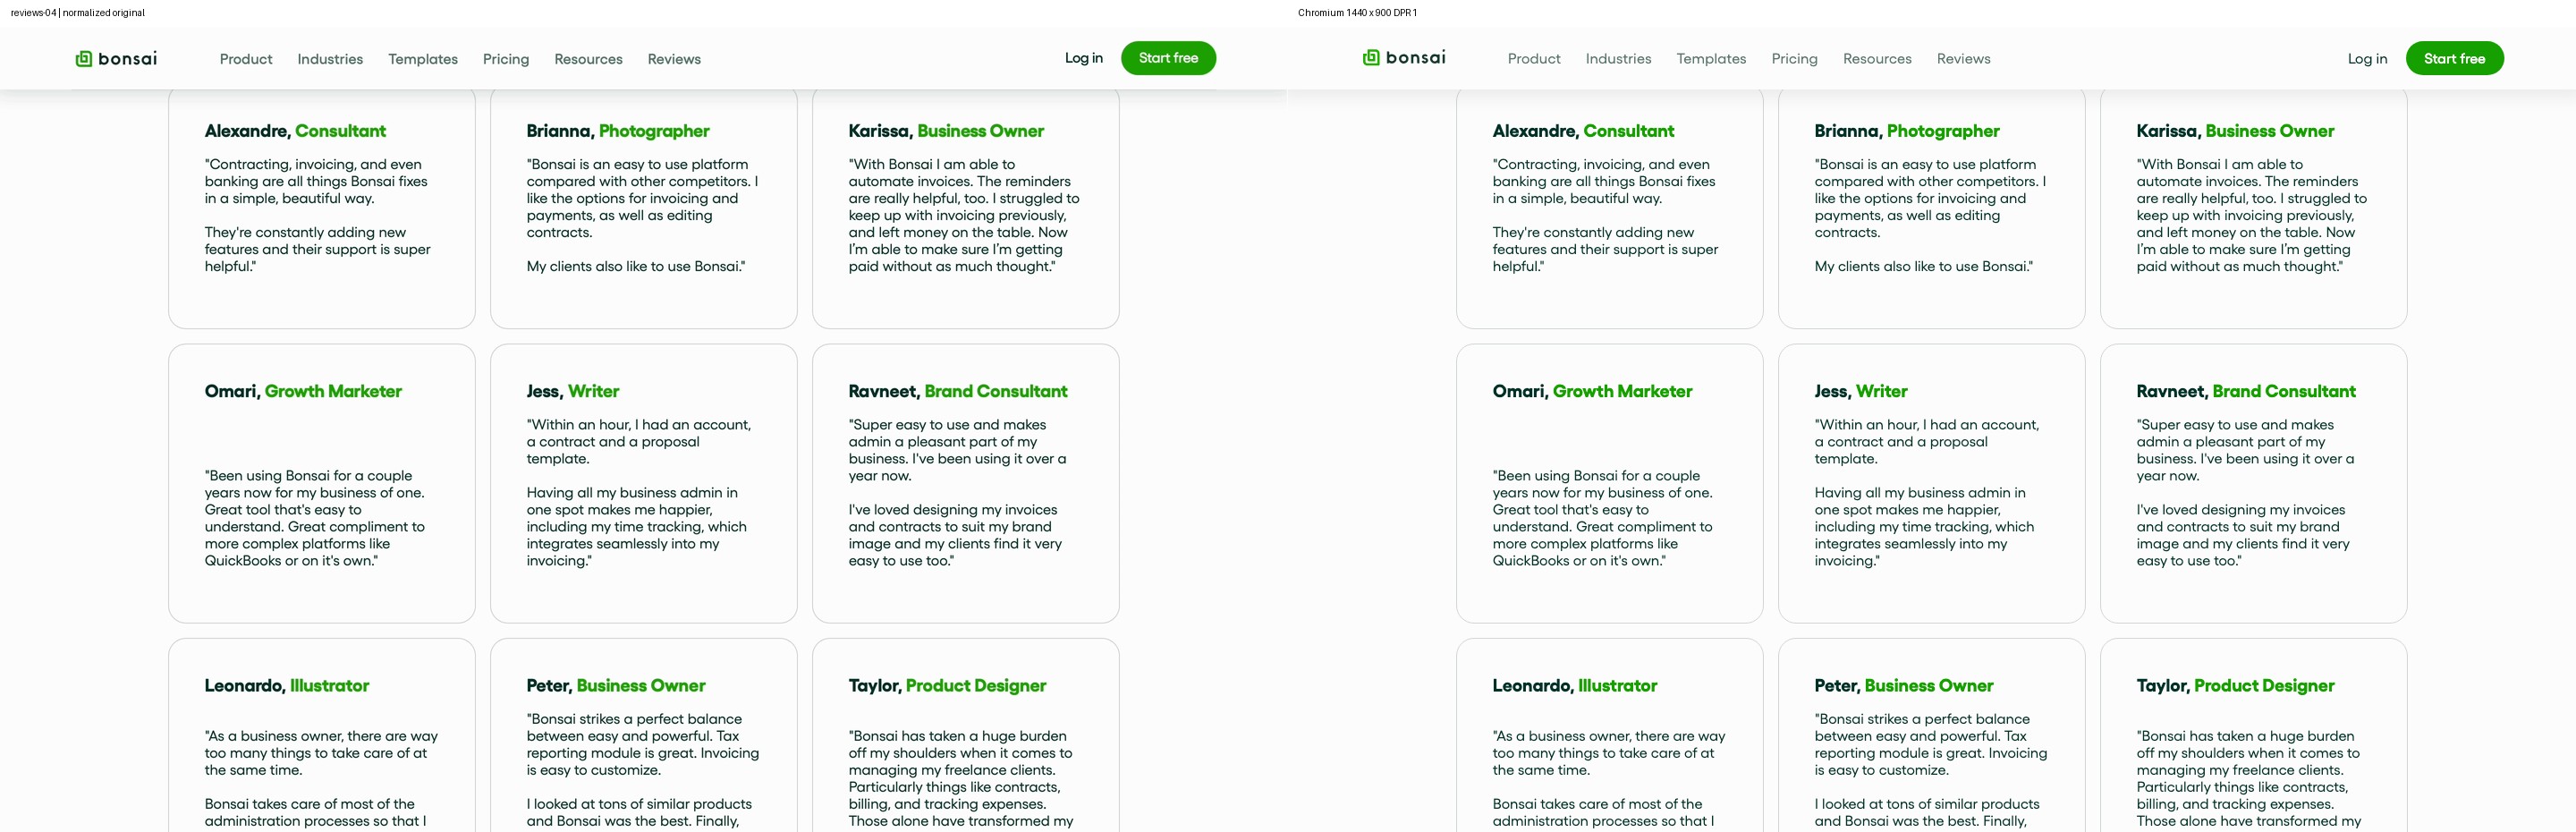 reviews-04 | normalized original
Chromium 1440 x 900 DPR 1
bonsai Product Industries Templates Pricing Resources Reviews Log in Start free
Alexandre, Consultant
"Contracting, invoicing, and even
banking are all things Bonsai fixes
in a simple, beautiful way.
They're constantly adding new
features and their support is super
helpful."
Brianna, Photographer
"Bonsai is an easy to use platform
compared with other competitors. I
like the options for invoicing and
payments, as well as editing
contracts.
My clients also like to use Bonsai."
Karissa, Business Owner
"With Bonsai I am able to
automate invoices. The reminders
are really helpful, too. I struggled to
keep up with invoicing previously,
and left money on the table. Now
I'm able to make sure I'm getting
paid without as much thought."
Omari, Growth Marketer
"Been using Bonsai for a couple
years now for my business of one.
Great tool that's easy to
understand. Great compliment to
more complex platforms like
QuickBooks or on it's own."
Jess, Writer
"Within an hour, I had an account,
a contract and a proposal
template.
Having all my business admin in
one spot makes me happier,
including my time tracking, which
integrates seamlessly into my
invoicing."
Ravneet, Brand Consultant
"Super easy to use and makes
admin a pleasant part of my
business. I've been using it over a
year now.
I've loved designing my invoices
and contracts to suit my brand
image and my clients find it very
easy to use too."
Leonardo, Illustrator
"As a business owner, there are way
too many things to take care of at
the same time.
Bonsai takes care of most of the
administration processes so that I
Peter, Business Owner
"Bonsai strikes a perfect balance
between easy and powerful. Tax
reporting module is great. Invoicing
is easy to customize.
I looked at tons of similar products
and Bonsai was the best. Finally,
Taylor, Product Designer
"Bonsai has taken a huge burden
off my shoulders when it comes to
managing my freelance clients.
Particularly things like contracts,
billing, and tracking expenses.
Those alone have transformed my
bonsai Product Industries Templates Pricing Resources Reviews Log in Start free
Alexandre, Consultant
"Contracting, invoicing, and even
banking are all things Bonsai fixes
in a simple, beautiful way.
They're constantly adding new
features and their support is super
helpful."
Brianna, Photographer
"Bonsai is an easy to use platform
compared with other competitors. I
like the options for invoicing and
payments, as well as editing
contracts.
My clients also like to use Bonsai."
Karissa, Business Owner
"With Bonsai I am able to
automate invoices. The reminders
are really helpful, too. I struggled to
keep up with invoicing previously,
and left money on the table. Now
I'm able to make sure I'm getting
paid without as much thought."
Omari, Growth Marketer
"Been using Bonsai for a couple
years now for my business of one.
Great tool that's easy to
understand. Great compliment to
more complex platforms like
QuickBooks or on it's own."
Jess, Writer
"Within an hour, I had an account,
a contract and a proposal
template.
Having all my business admin in
one spot makes me happier,
including my time tracking, which
integrates seamlessly into my
invoicing."
Ravneet, Brand Consultant
"Super easy to use and makes
admin a pleasant part of my
business. I've been using it over a
year now.
I've loved designing my invoices
and contracts to suit my brand
image and my clients find it very
easy to use too."
Leonardo, Illustrator
"As a business owner, there are way
too many things to take care of at
the same time.
Bonsai takes care of most of the
administration processes so that I
Peter, Business Owner
"Bonsai strikes a perfect balance
between easy and powerful. Tax
reporting module is great. Invoicing
is easy to customize.
I looked at tons of similar products
and Bonsai was the best. Finally,
Taylor, Product Designer
"Bonsai has taken a huge burden
off my shoulders when it comes to
managing my freelance clients.
Particularly things like contracts,
billing, and tracking expenses.
Those alone have transformed my